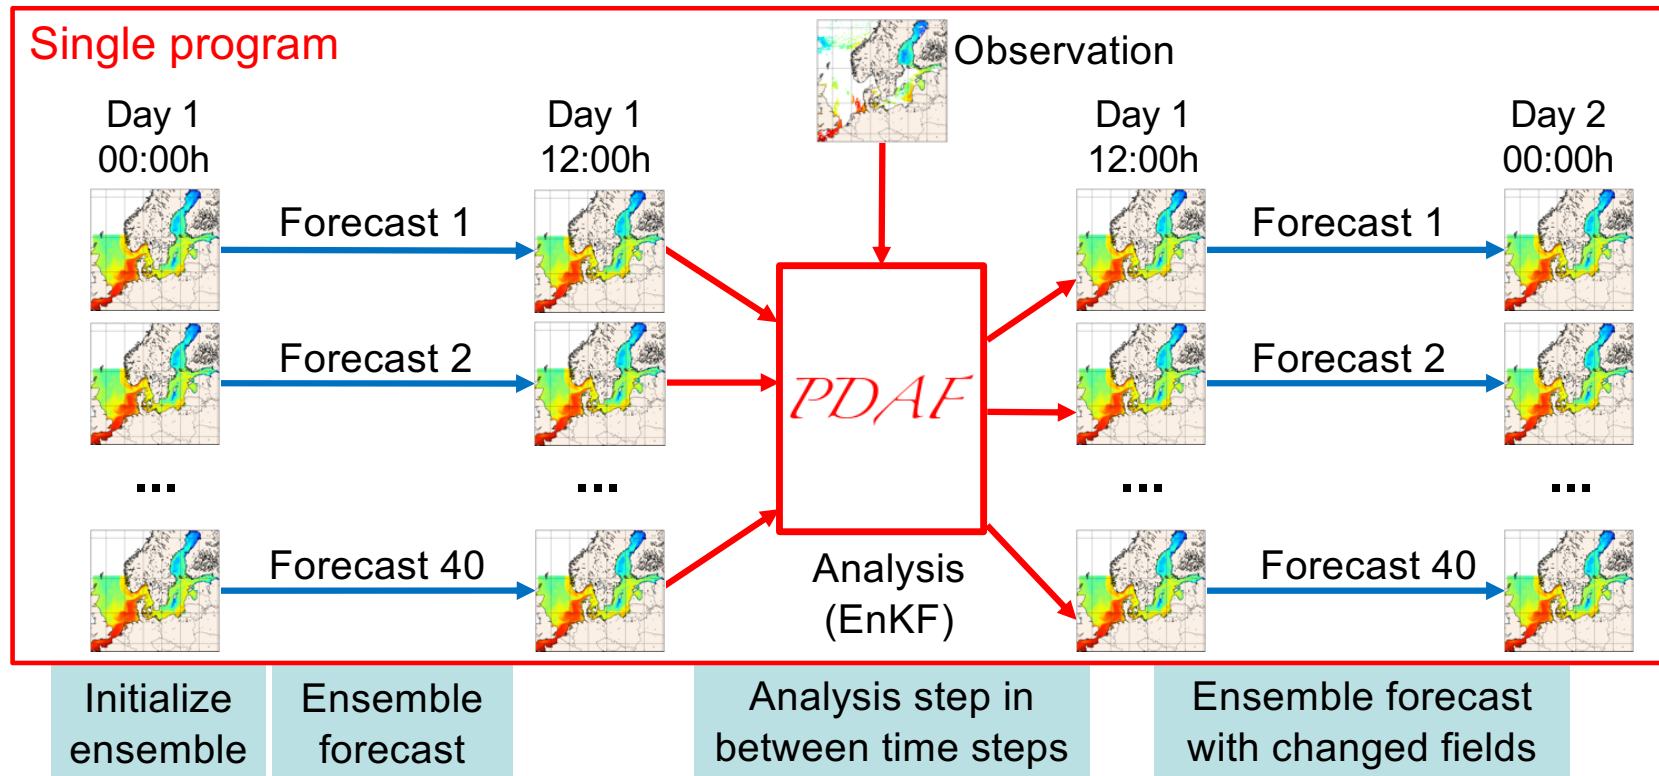 Single program
Observation
Day 1
00:00h
Day 1
12:00h
Day 1
12:00h
Day 2
00:00h
Forecast 1
Forecast 1
Forecast 2
Forecast 2
PDAF
...
...
...
...
Forecast 40
Forecast 40
Analysis
(EnKF)
Initialize
ensemble
Ensemble
forecast
Analysis step in
between time steps
Ensemble forecast
with changed fields